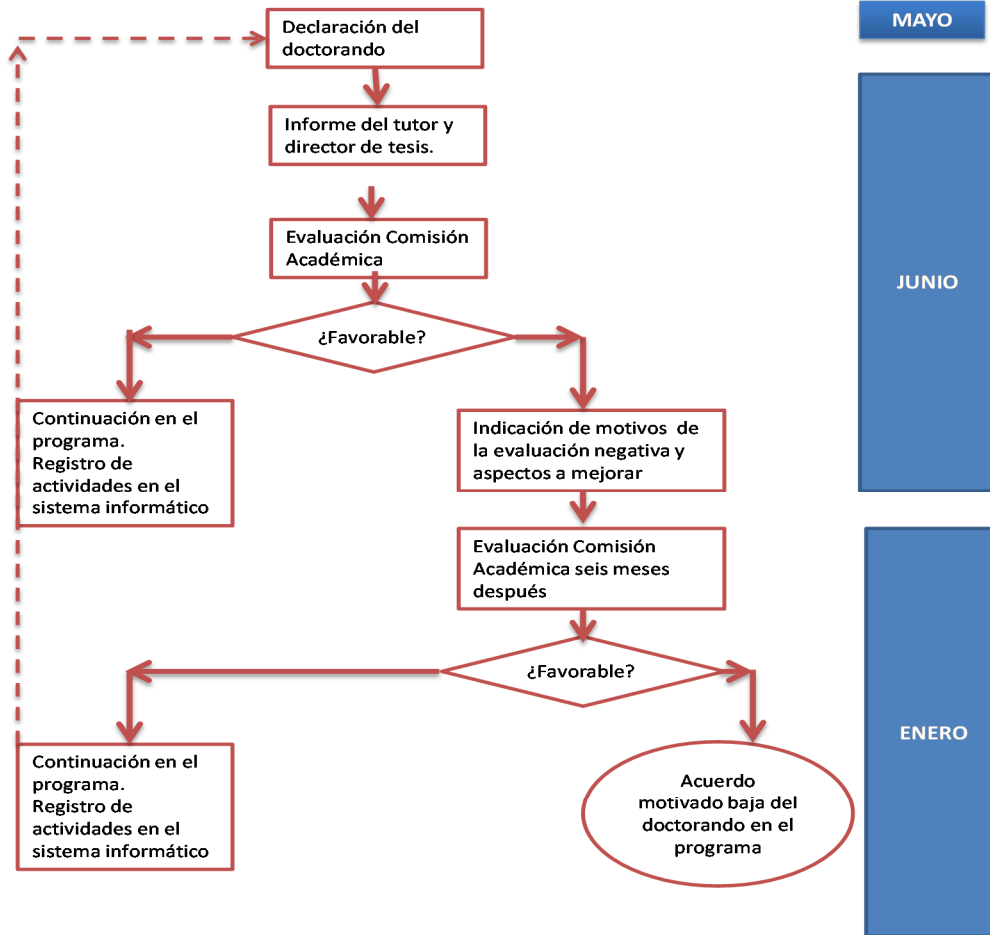 Declaración del
doctorando
MAYO
Informe del tutor y
director de tesis.
Evaluación Comisión
Académica
JUNIO
¿Favorable?
Continuación en el
programa.
Registro de
actividades en el
sistema informático
Indicación de motivos de
la evaluación negativa y
aspectos a mejorar
Evaluación Comisión
Académica seis meses
después
¿Favorable?
ENERO
Continuación en el
programa.
Registro de
actividades en el
sistema informático
Acuerdo
motivado baja del
doctorando en el
programa